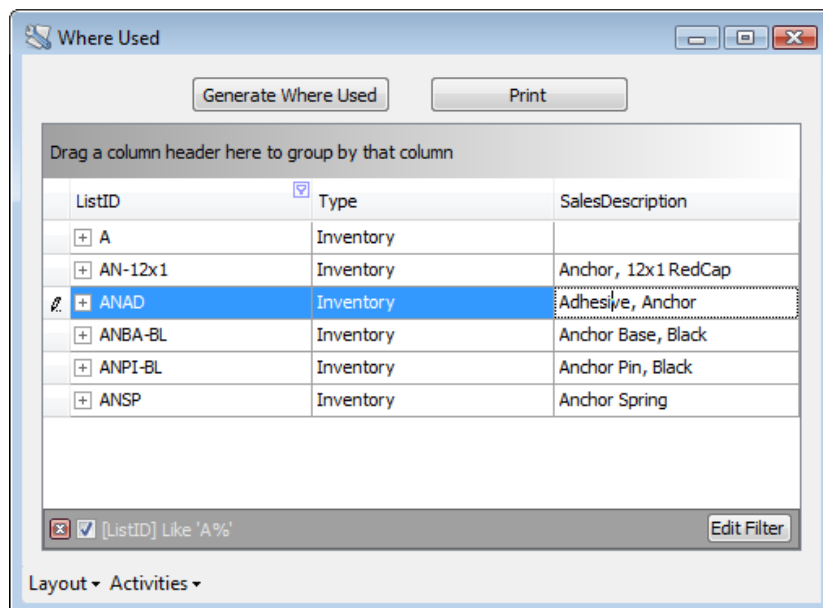 Where Used
Generate Where Used Print
Drag a column header here to group by that column
ListID Type SalesDescription
A Inventory
AN-12x1 Inventory Anchor, 12x1 RedCap
ANAD Inventory Adhesive, Anchor
ANBA-BL Inventory Anchor Base, Black
ANPI-BL Inventory Anchor Pin, Black
ANSP Inventory Anchor Spring
[ListID] Like 'A%' Edit Filter
Layout Activities